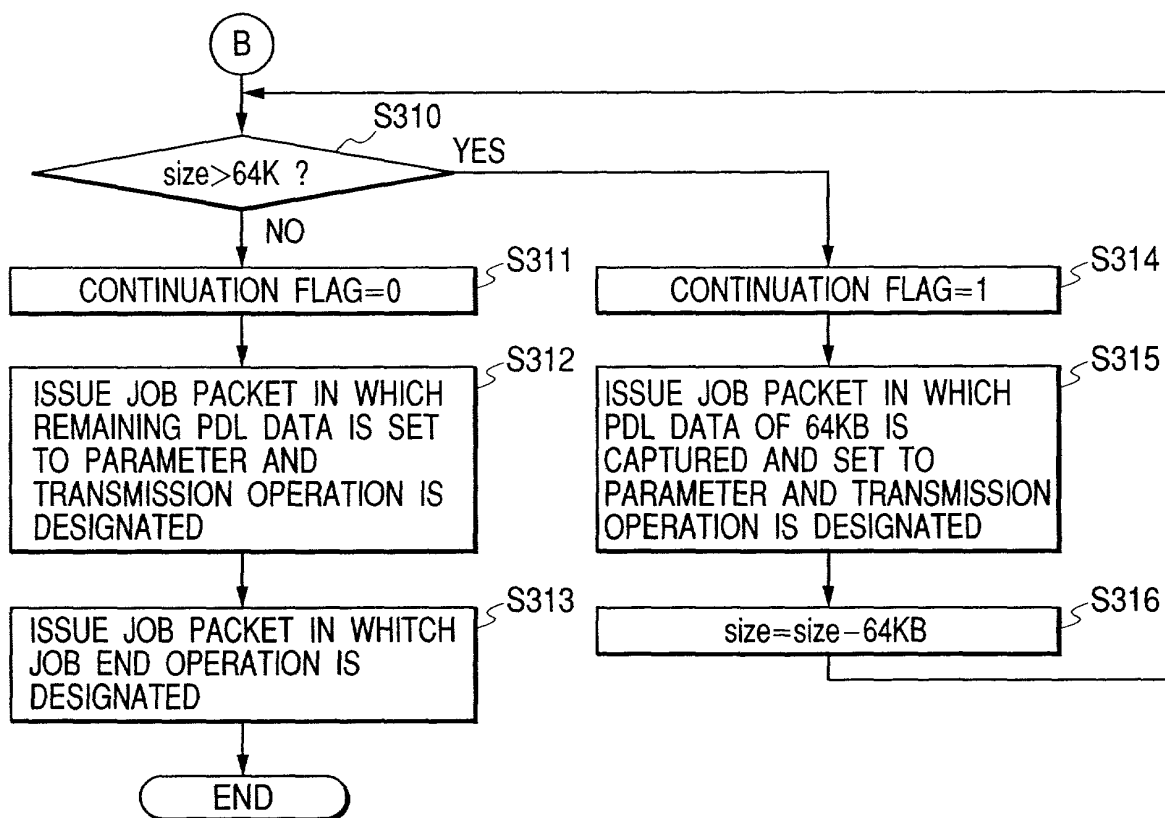 B
S310
size>64K ?
YES
NO
S311
CONTINUATION FLAG=0
S314
CONTINUATION FLAG=1
S312
ISSUE JOB PACKET IN WHICH
REMAINING PDL DATA IS SET
TO PARAMETER AND
TRANSMISSION OPERATION IS
DESIGNATED
S315
ISSUE JOB PACKET IN WHICH
PDL DATA OF 64KB IS
CAPTURED AND SET TO
PARAMETER AND TRANSMISSION
OPERATION IS DESIGNATED
S313
ISSUE JOB PACKET IN WHITCH
JOB END OPERATION IS
DESIGNATED
S316
size=size-64KB
END